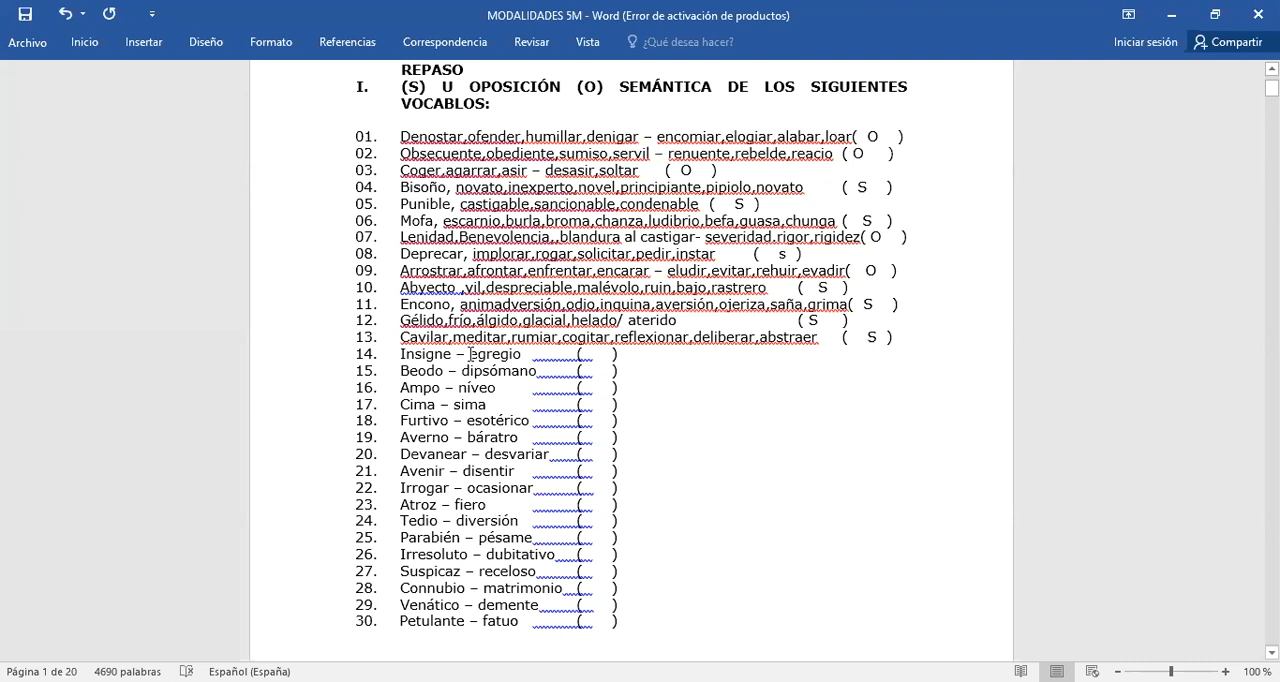 MODALIDADES 5M - Word (Error de activación de productos)
Archivo Inicio Insertar Diseño Formato Referencias Correspondencia Revisar Vista ¿Qué desea hacer? Iniciar sesión Compartir
REPASO
I. (S) U OPOSICIÓN (O) SEMÁNTICA DE LOS SIGUIENTES
VOCABLOS:
01. Denostar,ofender,humillar,denigar – encomiar,elogiar,alabar,loar( O )
02. Obsecuente,obediente,sumiso,servil – renuente,rebelde,reacio ( O )
03. Coger,agarrar,asir – desasir,soltar ( O )
04. Bisoño, novato,inexperto,novel,principiante,pipiolo,novato ( S )
05. Punible, castigable,sancionable,condenable ( S )
06. Mofa, escarnio,burla,broma,chanza,ludibrio,befa,guasa,chunga ( S )
07. Lenidad,Benevolencia,,blandura al castigar- severidad,rigor,rigidez( O )
08. Deprecar, implorar,rogar,solicitar,pedir,instar ( s )
09. Arrostrar,afrontar,enfrentar,encarar – eludir,evitar,rehuir,evadir( O )
10. Abyecto ,vil,despreciable,malévolo,ruin,bajo,rastrero ( S )
11. Encono, animadversión,odio,inquina,aversión,ojeriza,saña,grima( S )
12. Gélido,frío,álgido,glacial,helado/ aterido ( S )
13. Cavilar,meditar,rumiar,cogitar,reflexionar,deliberar,abstraer ( S )
14. Insigne – egregio ( )
15. Beodo – dipsómano ( )
16. Ampo – níveo ( )
17. Cima – sima ( )
18. Furtivo – esotérico ( )
19. Averno – báratro ( )
20. Devanear – desvariar ( )
21. Avenir – disentir ( )
22. Irrogar – ocasionar ( )
23. Atroz – fiero ( )
24. Tedio – diversión ( )
25. Parabién – pésame ( )
26. Irresoluto – dubitativo ( )
27. Suspicaz – receloso ( )
28. Connubio – matrimonio ( )
29. Venático – demente ( )
30. Petulante – fatuo ( )
Página 1 de 20 4690 palabras Español (España) 100 %